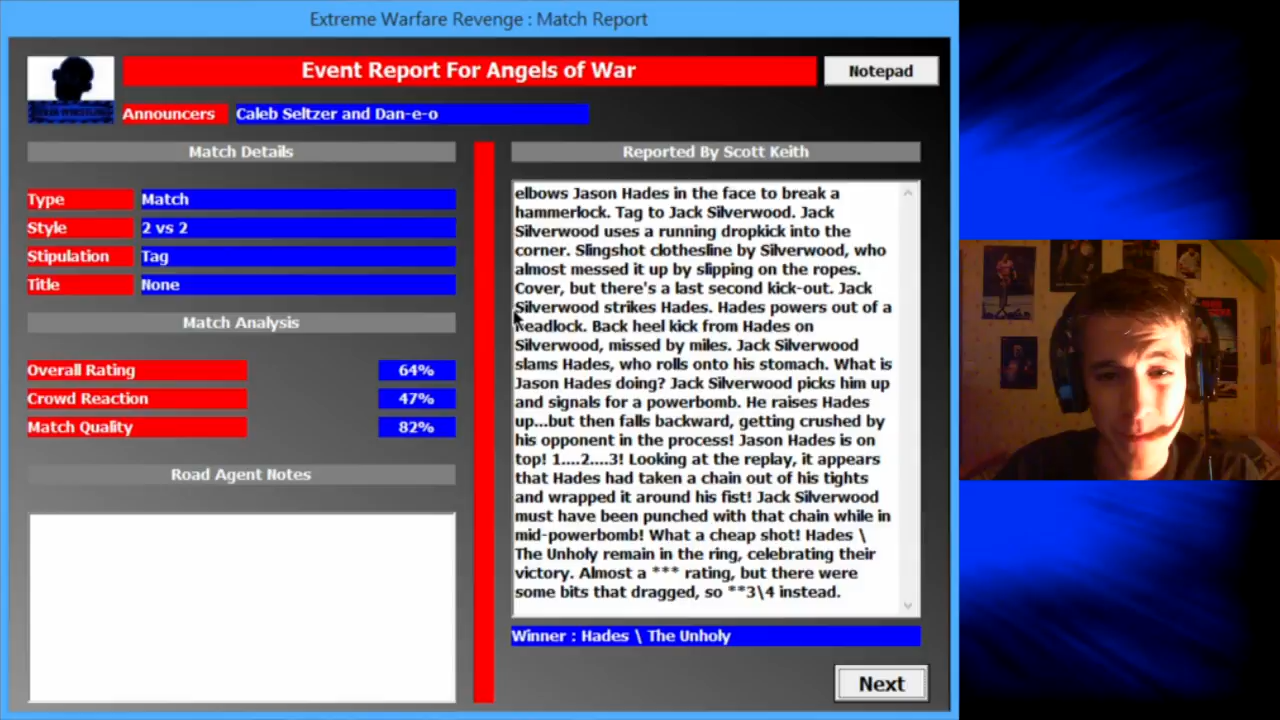 Extreme Warfare Revenge : Match Report
Event Report For Angels of War
Notepad
Announcers
Caleb Seltzer and Dan-e-o
Match Details
Type
Match
Style
2 vs 2
Stipulation
Tag
Title
None
Match Analysis
Overall Rating
64%
Crowd Reaction
47%
Match Quality
82%
Road Agent Notes
Reported By Scott Keith
elbows Jason Hades in the face to break a
hammerlock. Tag to Jack Silverwood. Jack
Silverwood uses a running dropkick into the
corner. Slingshot clothesline by Silverwood, who
almost messed it up by slipping on the ropes.
Cover, but there's a last second kick-out. Jack
Silverwood strikes Hades. Hades powers out of a
headlock. Back heel kick from Hades on
Silverwood, missed by miles. Jack Silverwood
slams Hades, who rolls onto his stomach. What is
Jason Hades doing? Jack Silverwood picks him up
and signals for a powerbomb. He raises Hades
up...but then falls backward, getting crushed by
his opponent in the process! Jason Hades is on
top! 1....2....3! Looking at the replay, it appears
that Hades had taken a chain out of his tights
and wrapped it around his fist! Jack Silverwood
must have been punched with that chain while in
mid-powerbomb! What a cheap shot! Hades \
The Unholy remain in the ring, celebrating their
victory. Almost a *** rating, but there were
some bits that dragged, so **3\4 instead.
Winner : Hades \ The Unholy
Next